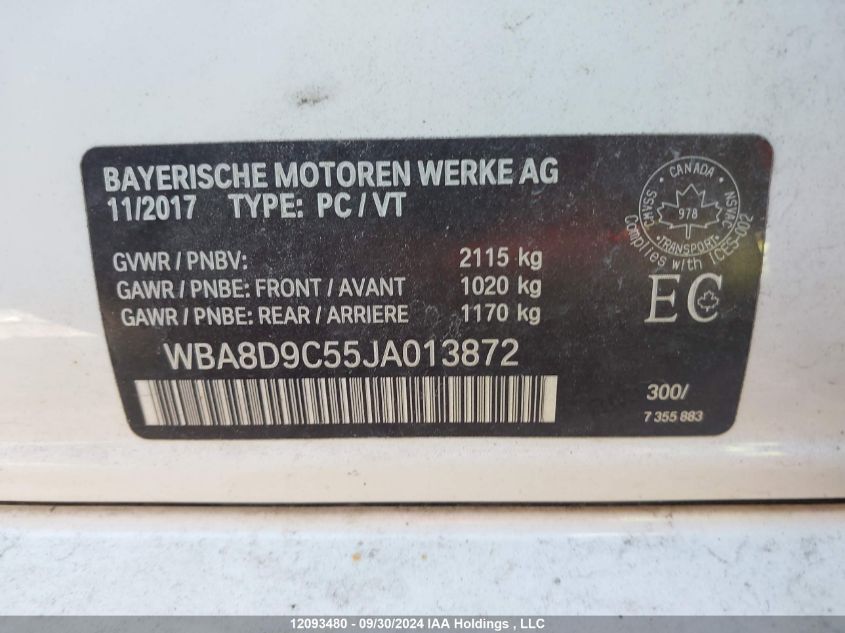 BAYERISCHE MOTOREN WERKE AG
11/2017 TYPE: PC / VT
GVWR / PNBV: 2115 kg
GAWR / PNBE: FRONT / AVANT 1020 kg
GAWR / PNBE: REAR / ARRIERE 1170 kg
WBA8D9C55JA013872
CANADA
CMVSS
NSVAC
978
TRANSPORT
Complies with ICES-002
EC
300/
7 355 883
12093480 - 09/30/2024 IAA Holdings , LLC